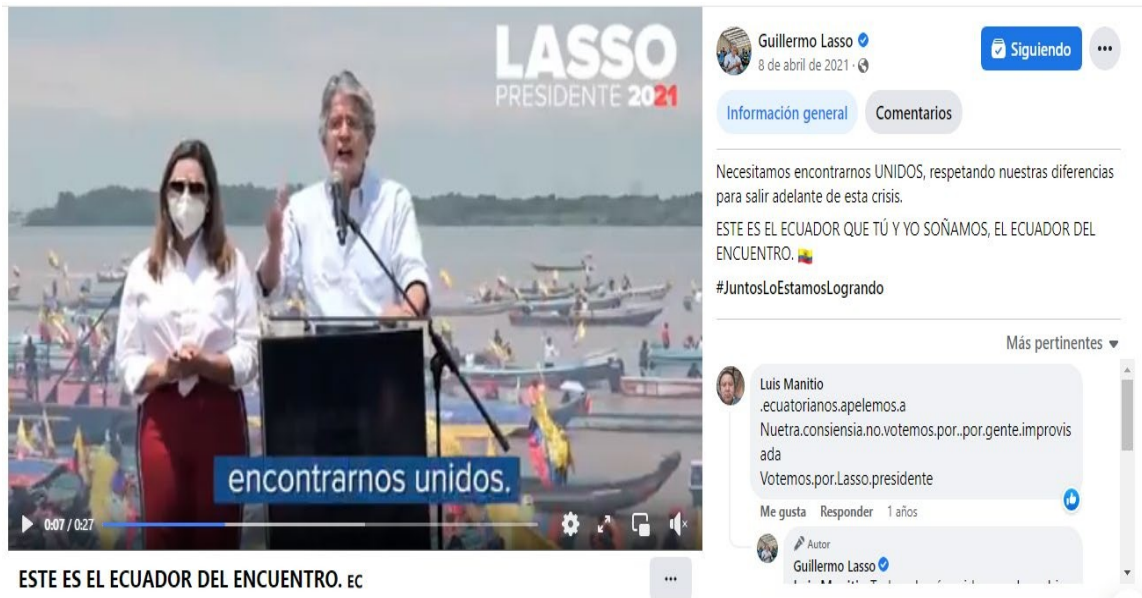 LASSO
PRESIDENTE 2021
encontrarnos unidos.
0:07 / 0:27
ESTE ES EL ECUADOR DEL ENCUENTRO. EC
Guillermo Lasso
8 de abril de 2021 ·
Siguiendo
Información general
Comentarios
Necesitamos encontrarnos UNIDOS, respetando nuestras diferencias
para salir adelante de esta crisis.
ESTE ES EL ECUADOR QUE TÚ Y YO SOÑAMOS, EL ECUADOR DEL
ENCUENTRO.
#JuntosLoEstamosLogrando
Más pertinentes
Luis Manitio
.ecuatorianos.apelemos.a
Nuetra.consiensia.no.votemos.por..por.gente.improvis
ada
Votemos.por.Lasso.presidente
Me gusta Responder 1 años
Autor
Guillermo Lasso